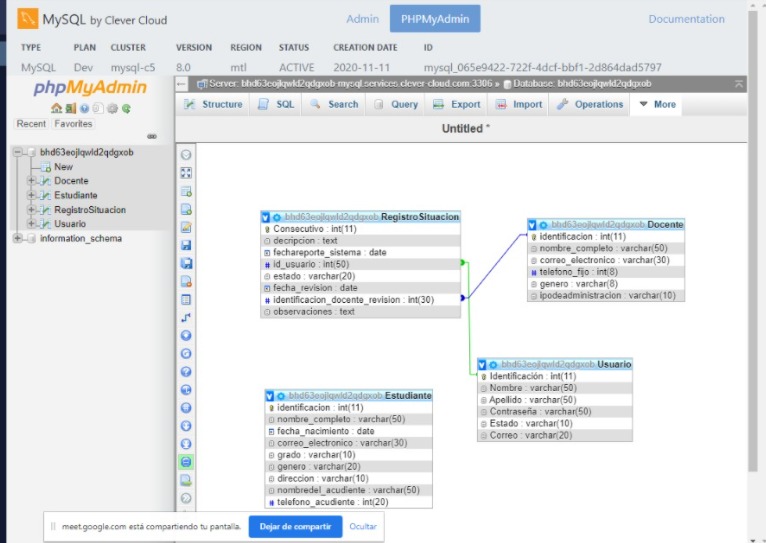 MySQL by Clever Cloud
Admin PHPMyAdmin Documentation
TYPE PLAN CLUSTER VERSION REGION STATUS CREATION DATE ID
MySQL Dev mysql-c5 8.0 mtl ACTIVE 2020-11-11 mysql_065e9422-722f-4dcf-bbf1-2d864dad5797
phpMyAdmin
Recent Favorites
bhd63eojlqwld2qdgxob
New
Docente
Estudiante
RegistroSituacion
Usuario
information_schema
Server: bhd63eojlqwld2qdgxob-mysql.services.clever-cloud.com:3306 » Database: bhd63eojlqwld2qdgxob
Structure SQL Search Query Export Import Operations More
Untitled *
bhd63eojlqwld2qdgxob RegistroSituacion
Consecutivo : int(11)
decripcion : text
fechareporte_sistema : date
id_usuario : int(50)
estado : varchar(20)
fecha_revision : date
identificacion_docente_revision : int(30)
observaciones : text
bhd63eojlqwld2qdgxob Docente
identificacion : int(11)
nombre_completo : varchar(50)
correo_electronico : varchar(30)
telefono_fijo : int(8)
genero : varchar(8)
ipodeadministracion : varchar(10)
bhd63eojlqwld2qdgxob Usuario
Identificación : int(11)
Nombre : varchar(50)
Apellido : varchar(50)
Contraseña : varchar(50)
Estado : varchar(10)
Correo : varchar(20)
bhd63eojlqwld2qdgxob Estudiante
identificacion : int(11)
nombre_completo : varchar(50)
fecha_nacimiento : date
correo_electronico : varchar(30)
grado : varchar(10)
genero : varchar(20)
direccion : varchar(10)
nombredel_acudiente : varchar(50)
telefono_acudiente : int(20)
meet.google.com está compartiendo tu pantalla. Dejar de compartir Ocultar